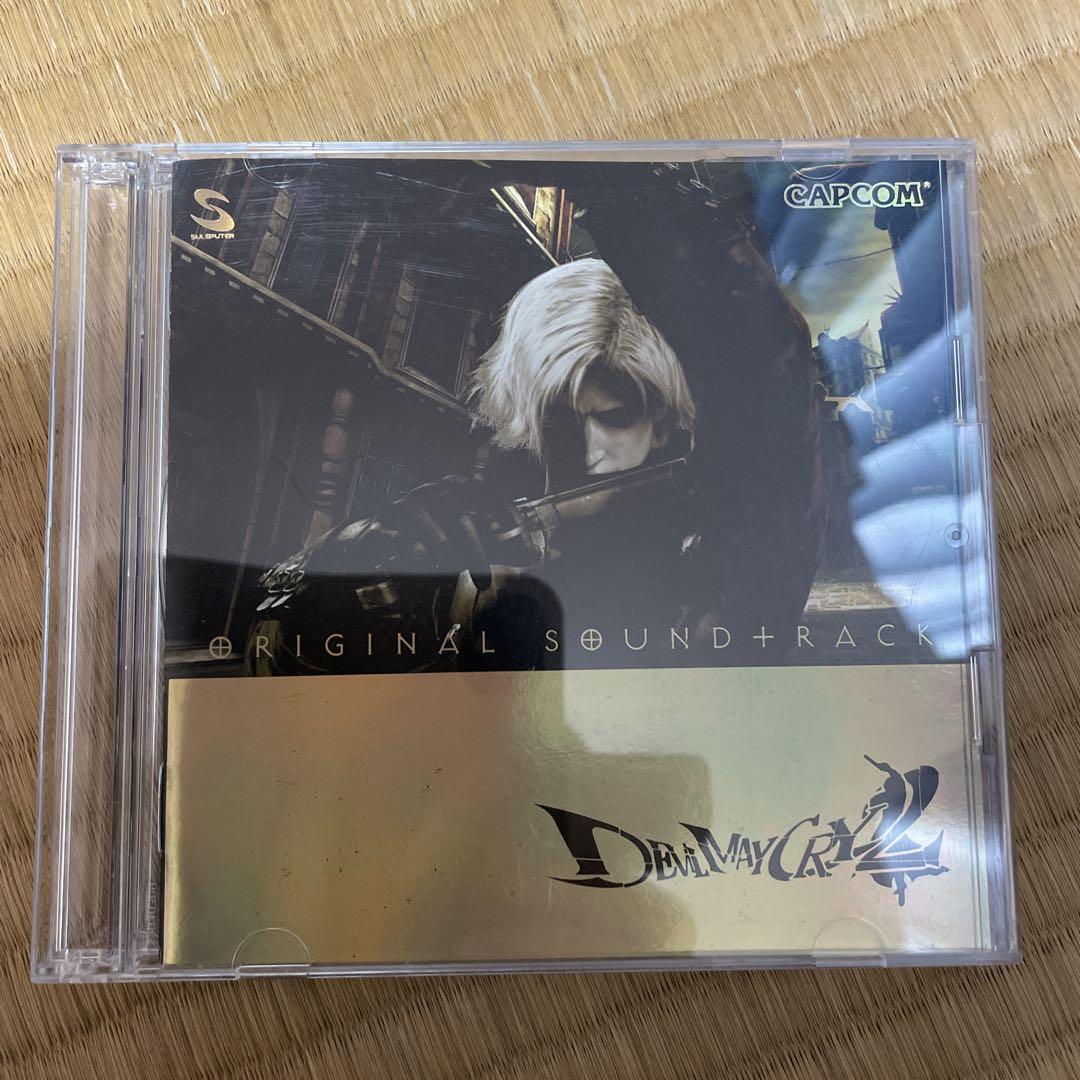 SULEPUTER
CAPCOM®
ORIGINAL SOUNDTRACK
DEVIL MAY CRY 2